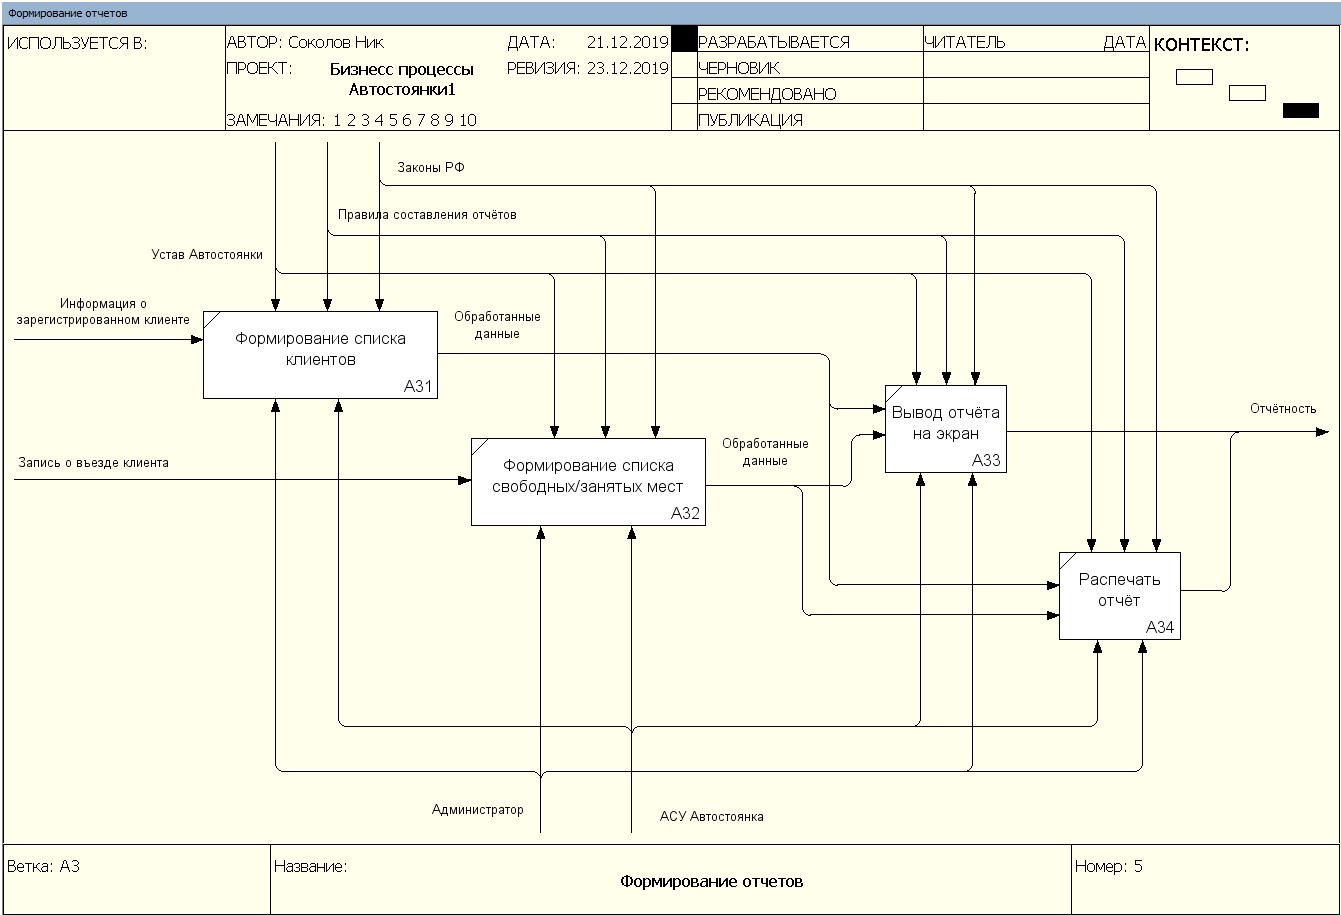 Формирование отчетов
ИСПОЛЬЗУЕТСЯ В:
АВТОР: Соколов Ник
ДАТА: 21.12.2019
ПРОЕКТ: Бизнесс процессы
Автостоянки1
РЕВИЗИЯ: 23.12.2019
ЗАМЕЧАНИЯ: 1 2 3 4 5 6 7 8 9 10
РАЗРАБАТЫВАЕТСЯ
ЧЕРНОВИК
РЕКОМЕНДОВАНО
ПУБЛИКАЦИЯ
ЧИТАТЕЛЬ ДАТА
КОНТЕКСТ:
Законы РФ
Правила составления отчётов
Устав Автостоянки
Информация о
зарегистрированном клиенте
Формирование списка
клиентов
A31
Обработанные
данные
Запись о въезде клиента
Формирование списка
свободных/занятых мест
A32
Обработанные
данные
Вывод отчёта
на экран
A33
Отчётность
Распечать
отчёт
A34
Администратор
АСУ Автостоянка
Ветка: A3
Название:
Формирование отчетов
Номер: 5